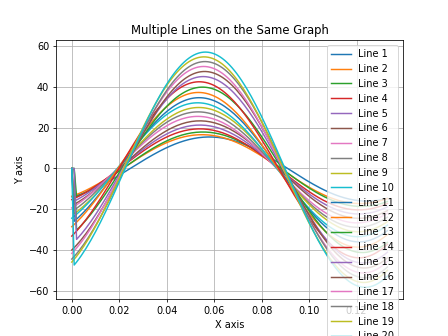 Multiple Lines on the Same Graph
60
40
20
0
−20
−40
−60
Y axis
0.00
0.02
0.04
0.06
0.08
0.10
X axis
Line 1
Line 2
Line 3
Line 4
Line 5
Line 6
Line 7
Line 8
Line 9
Line 10
Line 11
Line 12
Line 13
Line 14
Line 15
Line 16
Line 17
Line 18
Line 19
Line 20